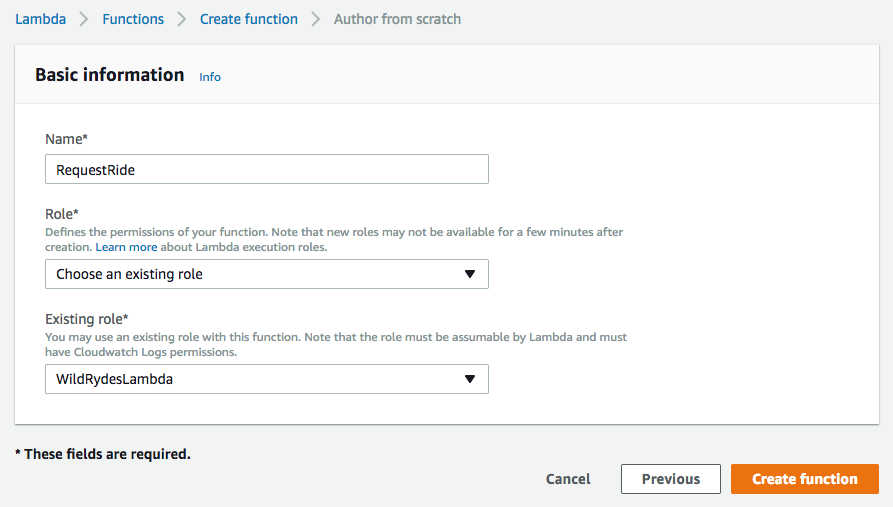 Lambda > Functions > Create function > Author from scratch
Basic information Info
Name*
RequestRide
Role*
Defines the permissions of your function. Note that new roles may not be available for a few minutes after
creation. Learn more about Lambda execution roles.
Choose an existing role
Existing role*
You may use an existing role with this function. Note that the role must be assumable by Lambda and must
have Cloudwatch Logs permissions.
WildRydesLambda
* These fields are required.
Cancel Previous Create function